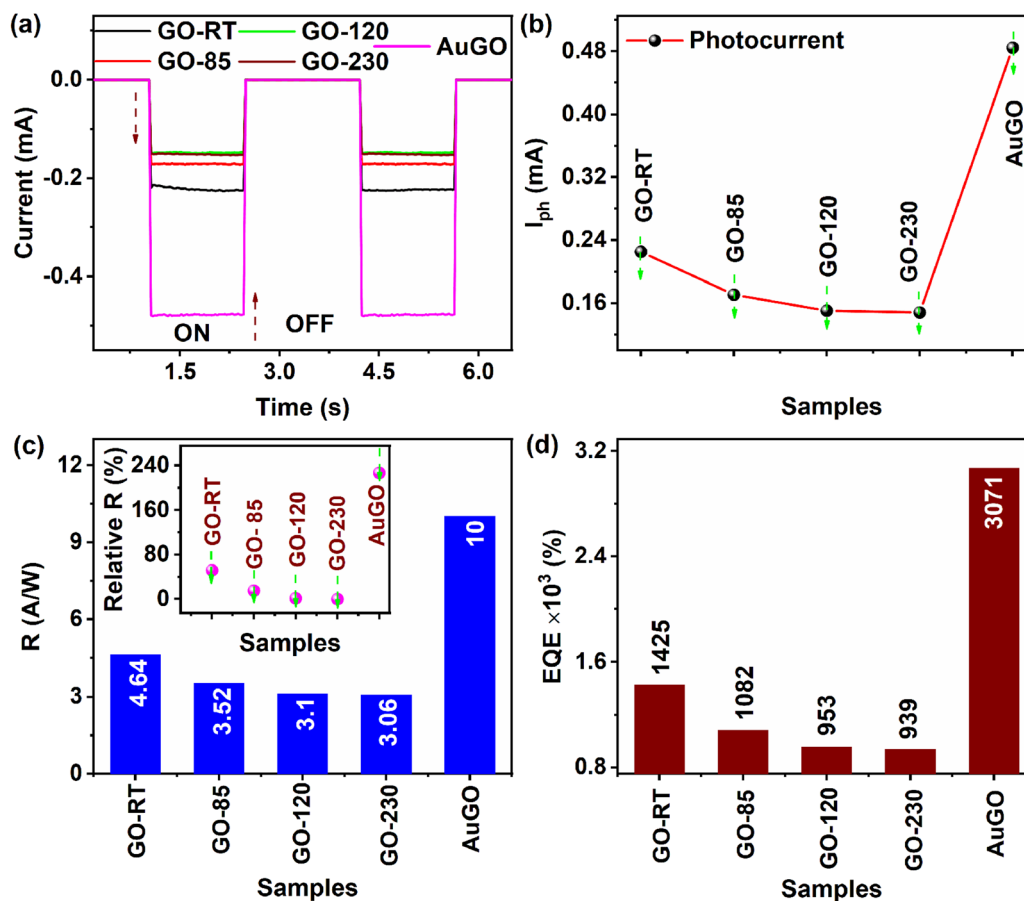 (a)
GO-RT
GO-120
AuGO
GO-85
GO-230
0.0
-0.2
-0.4
Current (mA)
ON
OFF
1.5
3.0
4.5
6.0
Time (s)
(b)
Photocurrent
0.48
0.40
0.32
0.24
0.16
Iph (mA)
GO-RT
GO-85
GO-120
GO-230
AuGO
Samples
(c)
12
9
6
3
0
R (A/W)
4.64
3.52
3.1
3.06
10
GO-RT
GO-85
GO-120
GO-230
AuGO
Samples
240
160
80
0
Relative R (%)
GO-RT
GO- 85
GO-120
GO-230
AuGO
Samples
(d)
3.2
2.4
1.6
0.8
EQE ×10³ (%)
1425
1082
953
939
3071
GO-RT
GO-85
GO-120
GO-230
AuGO
Samples